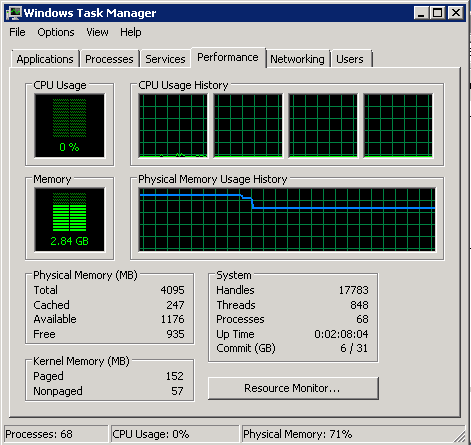 Windows Task Manager
File Options View Help
Applications Processes Services Performance Networking Users
CPU Usage CPU Usage History
0 %
Memory Physical Memory Usage History
2.84 GB
Physical Memory (MB)
Total 4095
Cached 247
Available 1176
Free 935
Kernel Memory (MB)
Paged 152
Nonpaged 57
System
Handles 17783
Threads 848
Processes 68
Up Time 0:02:08:04
Commit (GB) 6 / 31
Resource Monitor...
Processes: 68 CPU Usage: 0% Physical Memory: 71%